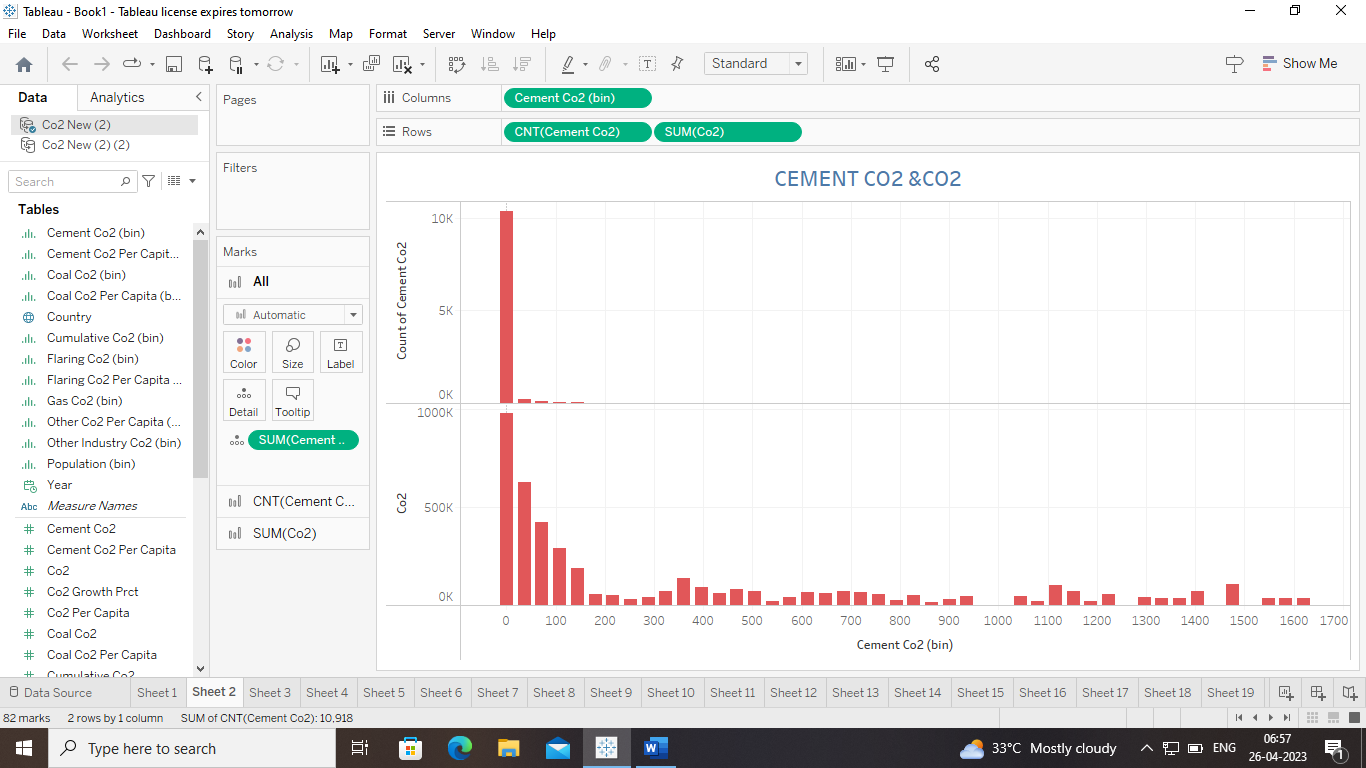 Tableau - Book1 - Tableau license expires tomorrow
File Data Worksheet Dashboard Story Analysis Map Format Server Window Help
Standard
Show Me
Data Analytics
Co2 New (2)
Co2 New (2) (2)
Search
Tables
Cement Co2 (bin)
Cement Co2 Per Capit...
Coal Co2 (bin)
Coal Co2 Per Capita (b...
Country
Cumulative Co2 (bin)
Flaring Co2 (bin)
Flaring Co2 Per Capita ...
Gas Co2 (bin)
Other Co2 Per Capita (...
Other Industry Co2 (bin)
Population (bin)
Year
Abc Measure Names
Cement Co2
Cement Co2 Per Capita
Co2
Co2 Growth Prct
Co2 Per Capita
Coal Co2
Coal Co2 Per Capita
Cumulative Co2
Pages
Filters
Marks
All
Automatic
Color Size Label
Detail Tooltip
SUM(Cement ..
CNT(Cement C...
SUM(Co2)
Columns Cement Co2 (bin)
Rows CNT(Cement Co2) SUM(Co2)
CEMENT CO2 &CO2
Count of Cement Co2
10K
5K
0K
Co2
1000K
500K
0K
0 100 200 300 400 500 600 700 800 900 1000 1100 1200 1300 1400 1500 1600 1700
Cement Co2 (bin)
Data Source Sheet 1 Sheet 2 Sheet 3 Sheet 4 Sheet 5 Sheet 6 Sheet 7 Sheet 8 Sheet 9 Sheet 10 Sheet 11 Sheet 12 Sheet 13 Sheet 14 Sheet 15 Sheet 16 Sheet 17 Sheet 18 Sheet 19
82 marks 2 rows by 1 column SUM of CNT(Cement Co2): 10,918
Type here to search
33°C Mostly cloudy
ENG
06:57
26-04-2023
1